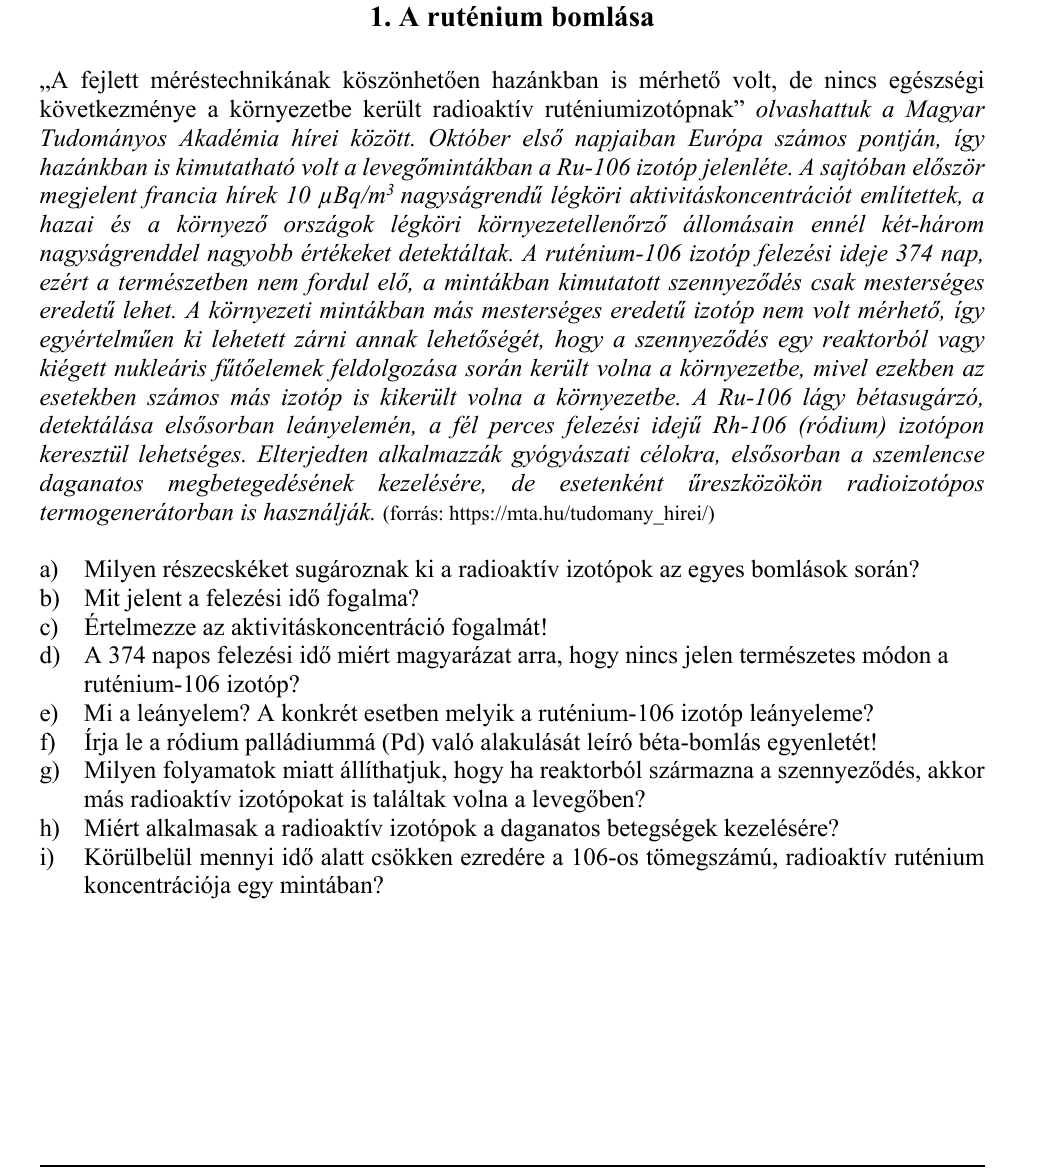 1. A ruténium bomlása
„A fejlett méréstechnikának köszönhetően hazánkban is mérhető volt, de nincs egészségi
következménye a környezetbe került radioaktív ruténiumizotópnak” olvashattuk a Magyar
Tudományos Akadémia hírei között. Október első napjaiban Európa számos pontján, így
hazánkban is kimutatható volt a levegőmintákban a Ru-106 izotóp jelenléte. A sajtóban először
megjelent francia hírek 10 µBq/m³ nagyságrendű légköri aktivitáskoncentrációt említettek, a
hazai és a környező országok légköri környezetellenőrző állomásain ennél két-három
nagyságrenddel nagyobb értékeket detektáltak. A ruténium-106 izotóp felezési ideje 374 nap,
ezért a természetben nem fordul elő, a mintákban kimutatott szennyeződés csak mesterséges
eredetű lehet. A környezeti mintákban más mesterséges eredetű izotóp nem volt mérhető, így
egyértelműen ki lehetett zárni annak lehetőségét, hogy a szennyeződés egy reaktorból vagy
kiégett nukleáris fűtőelemek feldolgozása során került volna a környezetbe, mivel ezekben az
esetekben számos más izotóp is kikerült volna a környezetbe. A Ru-106 lágy bétasugárzó,
detektálása elsősorban leányelemén, a fél perces felezési idejű Rh-106 (ródium) izotópon
keresztül lehetséges. Elterjedten alkalmazzák gyógyászati célokra, elsősorban a szemlencse
daganatos megbetegedésének kezelésére, de esetenként űreszközökön radioizotópos
termogenerátorban is használják. (forrás: https://mta.hu/tudomany_hirei/)
a) Milyen részecskéket sugároznak ki a radioaktív izotópok az egyes bomlások során?
b) Mit jelent a felezési idő fogalma?
c) Értelmezze az aktivitáskoncentráció fogalmát!
d) A 374 napos felezési idő miért magyarázat arra, hogy nincs jelen természetes módon a
ruténium-106 izotóp?
e) Mi a leányelem? A konkrét esetben melyik a ruténium-106 izotóp leányeleme?
f) Írja le a ródium palládiummá (Pd) való alakulását leíró béta-bomlás egyenletét!
g) Milyen folyamatok miatt állíthatjuk, hogy ha reaktorból származna a szennyeződés, akkor
más radioaktív izotópokat is találtak volna a levegőben?
h) Miért alkalmasak a radioaktív izotópok a daganatos betegségek kezelésére?
i) Körülbelül mennyi idő alatt csökken ezredére a 106-os tömegszámú, radioaktív ruténium
koncentrációja egy mintában?